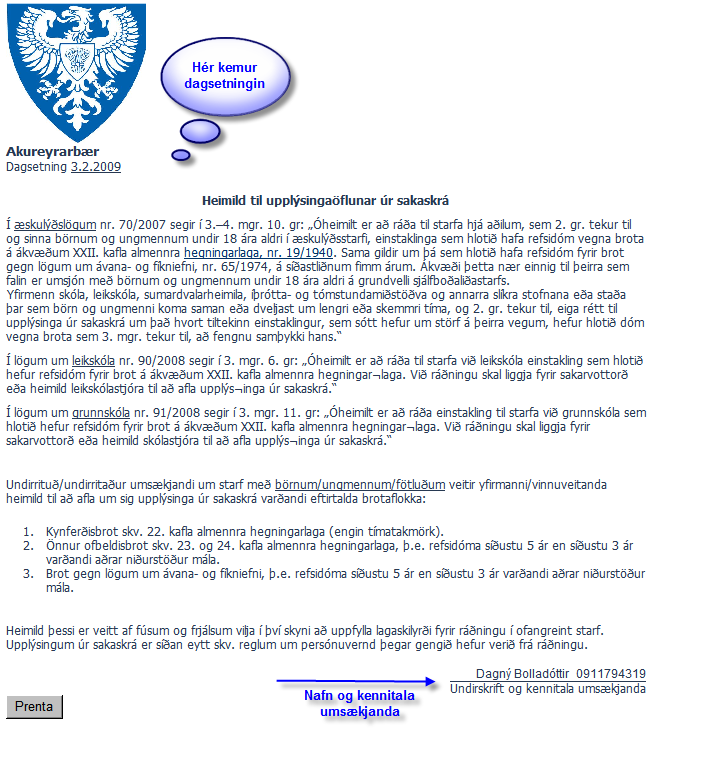 Hér kemur
dagsetningin
Akureyrarbær
Dagsetning 3.2.2009
Heimild til upplýsingaöflunar úr sakaskrá
Í æskulýðslögum nr. 70/2007 segir í 3.–4. mgr. 10. gr: „Óheimilt er að ráða til starfa hjá aðilum, sem 2. gr. tekur til
og sinna börnum og ungmennum undir 18 ára aldri í æskulýðsstarfi, einstaklinga sem hlotið hafa refsidóm vegna brota
á ákvæðum XXII. kafla almennra hegningarlaga, nr. 19/1940. Sama gildir um þá sem hlotið hafa refsidóm fyrir brot
gegn lögum um ávana- og fíkniefni, nr. 65/1974, á síðastliðnum fimm árum. Ákvæði þetta nær einnig til þeirra sem
falin er umsjón með börnum og ungmennum undir 18 ára aldri á grundvelli sjálfboðaliðastarfs.
Yfirmenn skóla, leikskóla, sumardvalarheimila, íþrótta- og tómstundamiðstöðva og annarra slíkra stofnana eða staða
þar sem börn og ungmenni koma saman eða dveljast um lengri eða skemmri tíma, og 2. gr. tekur til, eiga rétt til
upplýsinga úr sakaskrá um það hvort tiltekinn einstaklingur, sem sótt hefur um störf á þeirra vegum, hefur hlotið dóm
vegna brota sem 3. mgr. tekur til, að fengnu samþykki hans.“
Í lögum um leikskóla nr. 90/2008 segir í 3. mgr. 6. gr: „Óheimilt er að ráða til starfa við leikskóla einstakling sem hlotið
hefur refsidóm fyrir brot á ákvæðum XXII. kafla almennra hegningar¬laga. Við ráðningu skal liggja fyrir sakarvottorð
eða heimild leikskólastjóra til að afla upplýs¬inga úr sakaskrá.“
Í lögum um grunnskóla nr. 91/2008 segir í 3. mgr. 11. gr: „Óheimilt er að ráða einstakling til starfa við grunnskóla sem
hlotið hefur refsidóm fyrir brot á ákvæðum XXII. kafla almennra hegningar¬laga. Við ráðningu skal liggja fyrir
sakarvottorð eða heimild skólastjóra til að afla upplýs¬inga úr sakaskrá.“
Undirrituð/undirritaður umsækjandi um starf með börnum/ungmennum/fötluðum veitir yfirmanni/vinnuveitanda
heimild til að afla um sig upplýsinga úr sakaskrá varðandi eftirtalda brotaflokka:
1. Kynferðisbrot skv. 22. kafla almennra hegningarlaga (engin tímatakmörk).
2. Önnur ofbeldisbrot skv. 23. og 24. kafla almennra hegningarlaga, þ.e. refsidóma síðustu 5 ár en síðustu 3 ár
varðandi aðrar niðurstöður mála.
3. Brot gegn lögum um ávana- og fíkniefni, þ.e. refsidóma síðustu 5 ár en síðustu 3 ár varðandi aðrar niðurstöður
mála.
Heimild þessi er veitt af fúsum og frjálsum vilja í því skyni að uppfylla lagaskilyrði fyrir ráðningu í ofangreint starf.
Upplýsingum úr sakaskrá er síðan eytt skv. reglum um persónuvernd þegar gengið hefur verið frá ráðningu.
Dagný Bolladóttir 0911794319
Undirskrift og kennitala umsækjanda
Nafn og kennitala
umsækjanda
Prenta